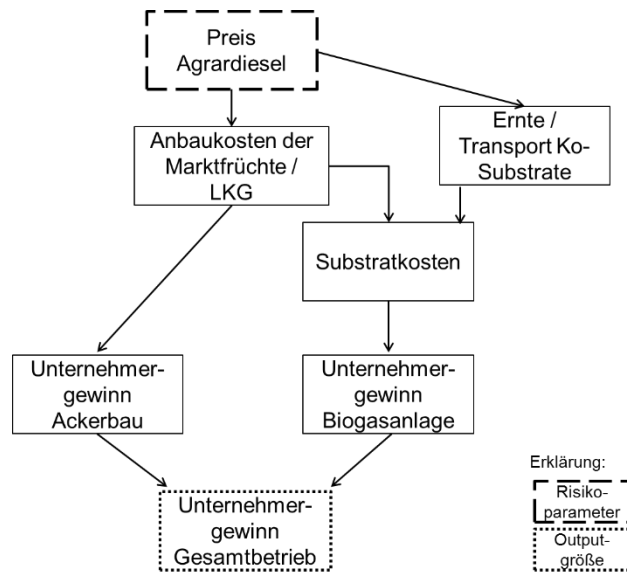 Preis
Agrardiesel
Anbaukosten der
Marktfrüchte /
LKG
Ernte /
Transport Ko-
Substrate
Substratkosten
Unternehmer-
gewinn
Ackerbau
Unternehmer-
gewinn
Biogasanlage
Unternehmer-
gewinn
Gesamtbetrieb
Erklärung:
Risiko-
parameter
Output-
größe